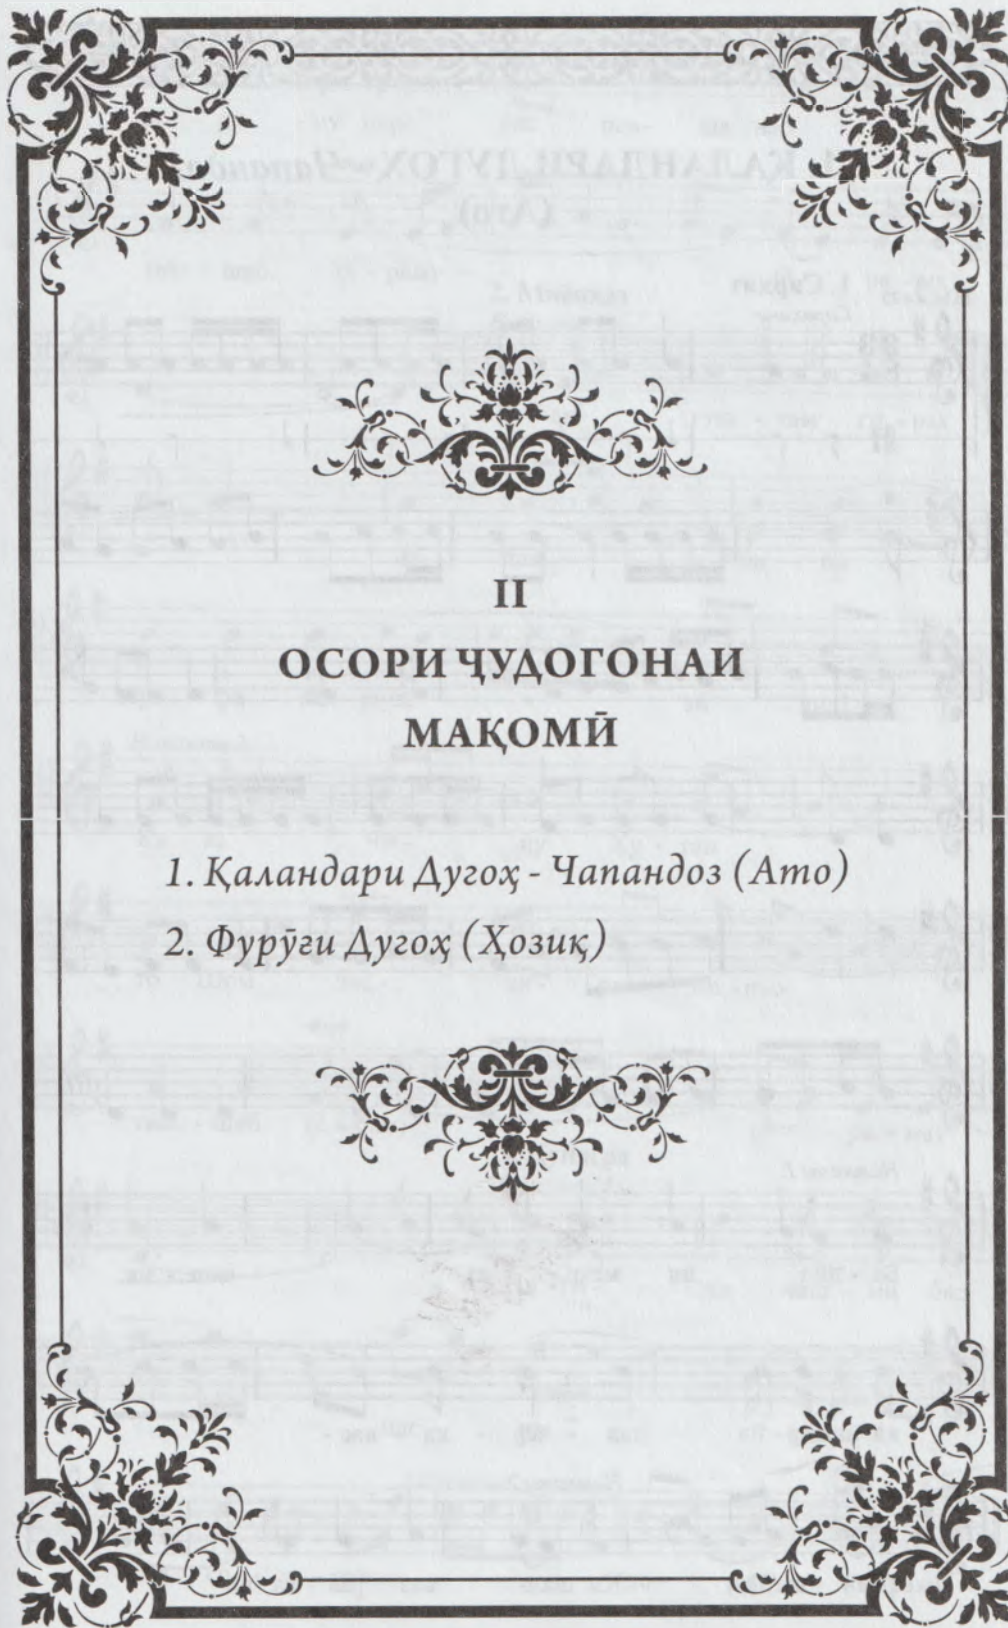 II
ОСОРИ ҶУДОГОНАИ
МАҚОМӢ
1. Қаландари Дугоҳ - Чапандоз (Ато)
2. Фурӯғи Дугоҳ (Ҳозиқ)